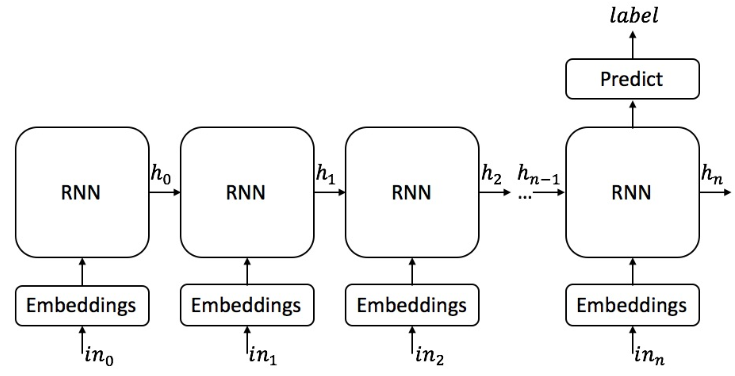 label
Predict
RNN h₀ RNN h₁ RNN h₂ ... hₙ₋₁ RNN hₙ
Embeddings Embeddings Embeddings Embeddings
in₀ in₁ in₂ inₙ